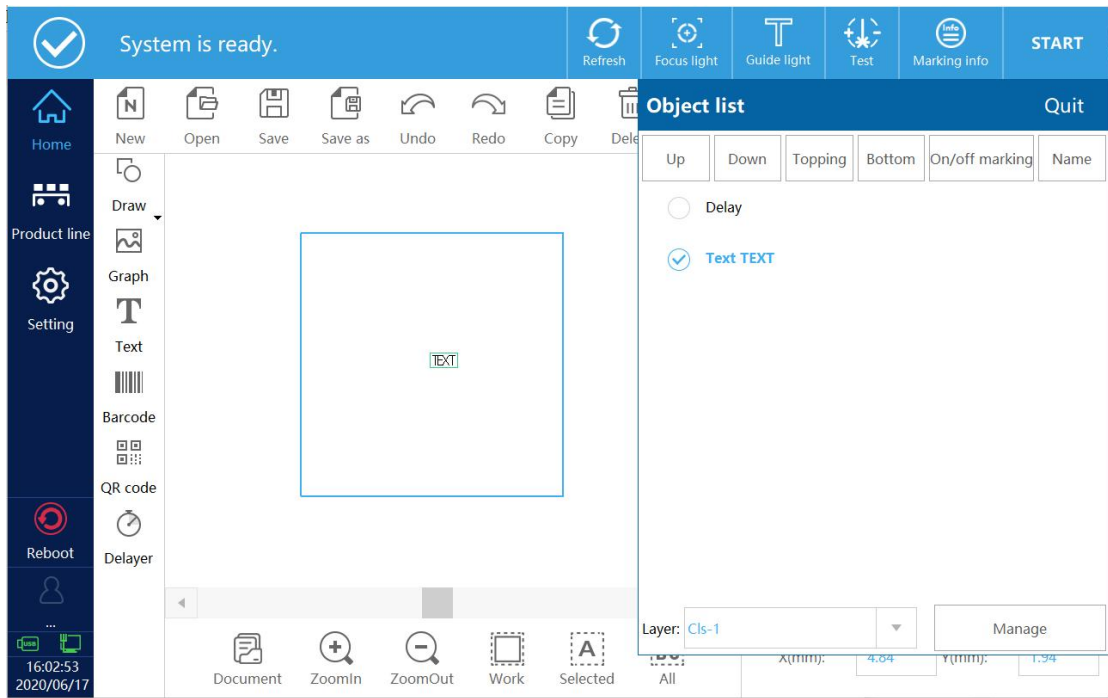 System is ready.
Refresh
Focus light
Guide light
Test
Info
Marking info
START
Home
Product line
Setting
Reboot
...
USB
16:02:53
2020/06/17
N
New
Open
Save
Save as
Undo
Redo
Copy
Dele
Draw
Graph
T
Text
Barcode
QR code
Delayer
TEXT
Object list
Quit
Up
Down
Topping
Bottom
On/off marking
Name
Delay
Text TEXT
Layer: Cls-1
Manage
Document
ZoomIn
ZoomOut
Work
A
Selected
All
X(mm): 4.84 Y(mm): 1.94